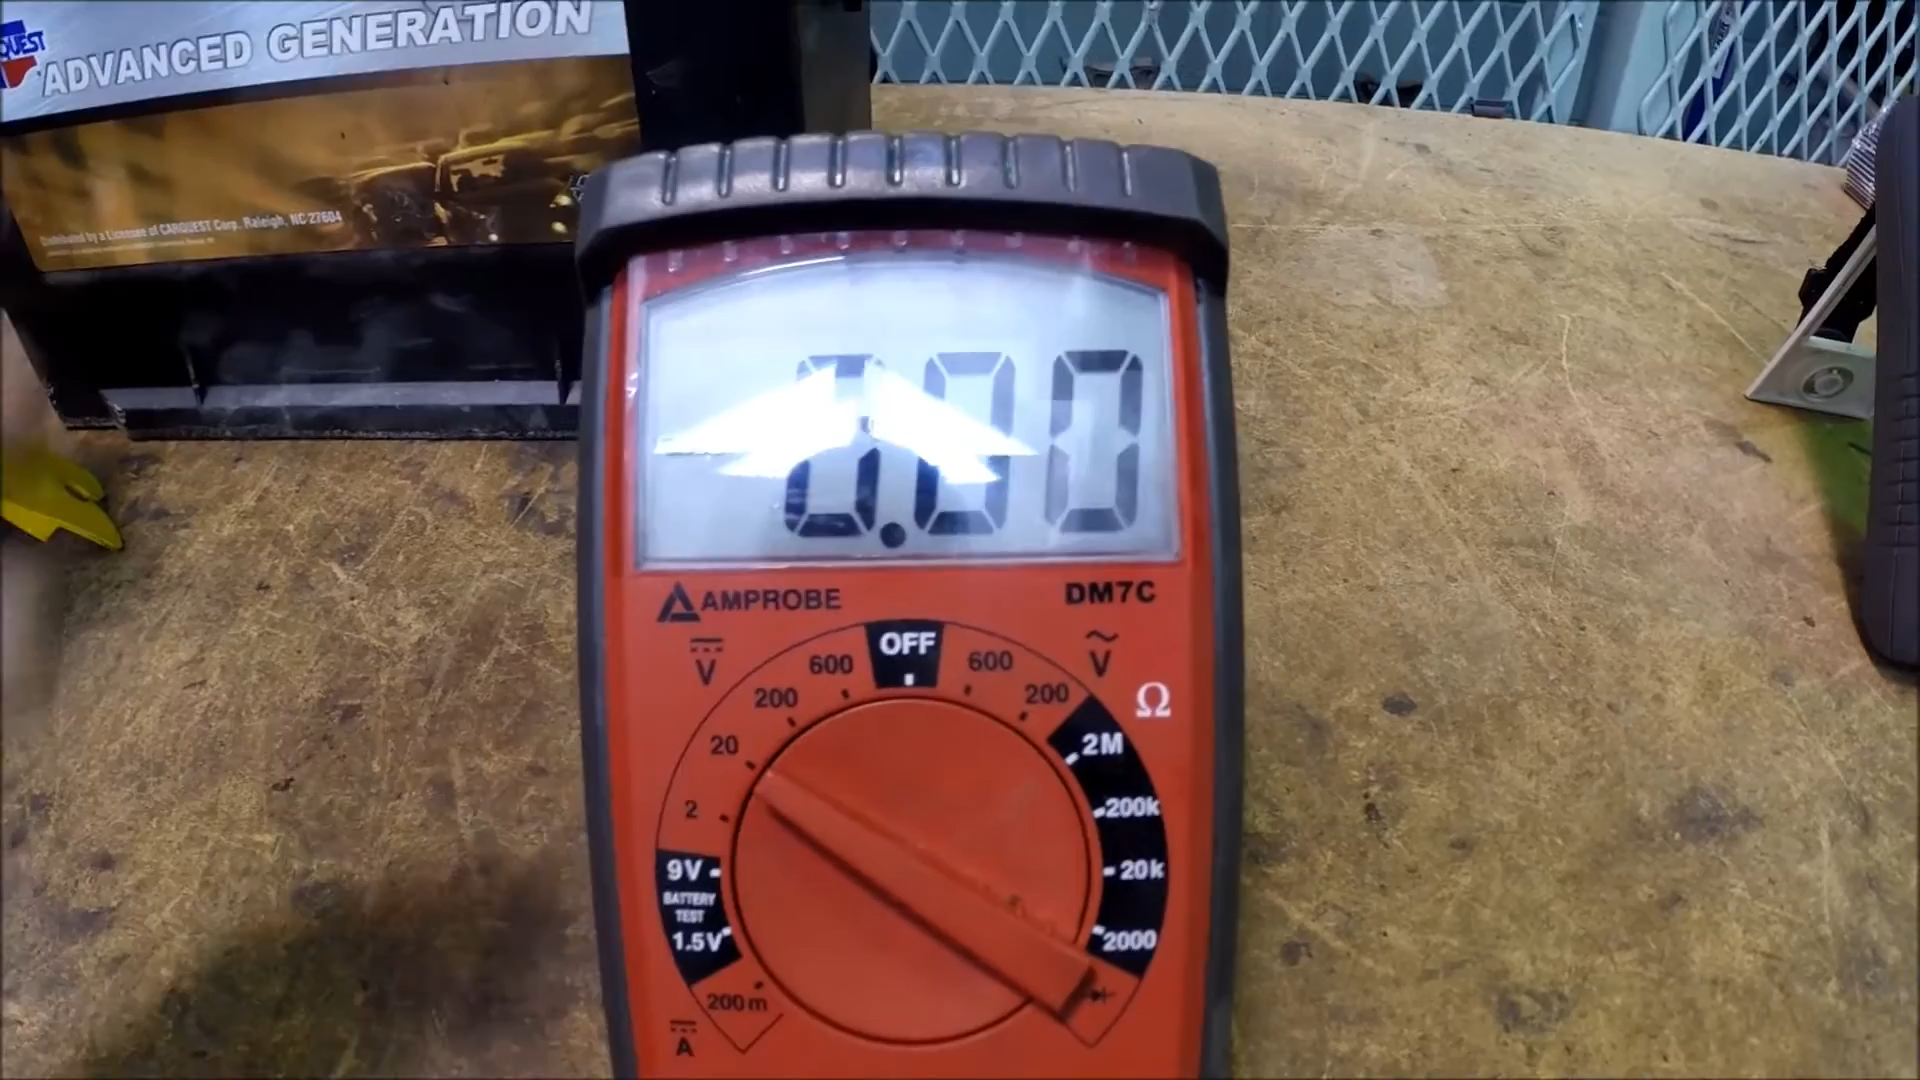 QUEST
ADVANCED GENERATION
Distributed by a Licensee of CARQUEST Corp. Raleigh, NC 27604
0.00
AMPROBE
DM7C
V
OFF
V
600
600
200
200
Ω
20
2M
2
200k
9V
20k
BATTERY
TEST
1.5V
2000
200m
A